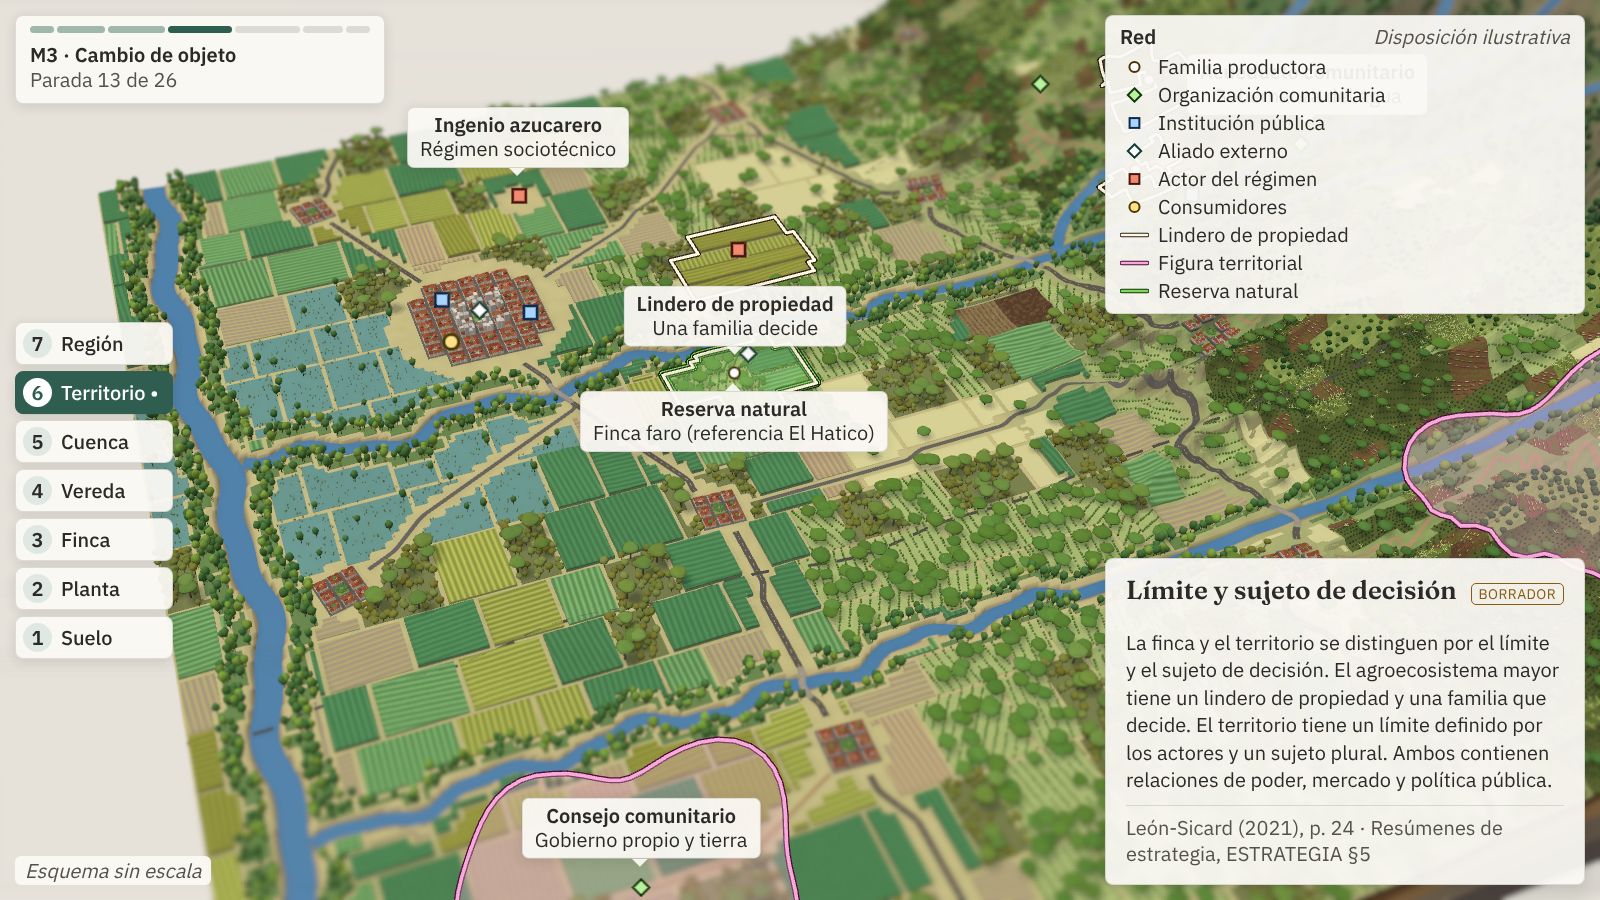 M3 · Cambio de objeto
Parada 13 de 26
Ingenio azucarero
Régimen sociotécnico
Red
Disposición ilustrativa
Familia productora
Organización comunitaria
Institución pública
Aliado externo
Actor del régimen
Consumidores
Lindero de propiedad
Figura territorial
Reserva natural
Lindero de propiedad
Una familia decide
Reserva natural
Finca faro (referencia El Hatico)
7 Región
6 Territorio •
5 Cuenca
4 Vereda
3 Finca
2 Planta
1 Suelo
Límite y sujeto de decisión
BORRADOR
La finca y el territorio se distinguen por el límite
y el sujeto de decisión. El agroecosistema mayor
tiene un lindero de propiedad y una familia que
decide. El territorio tiene un límite definido por
los actores y un sujeto plural. Ambos contienen
relaciones de poder, mercado y política pública.
León-Sicard (2021), p. 24 · Resúmenes de
estrategia, ESTRATEGIA §5
Consejo comunitario
Gobierno propio y tierra
Esquema sin escala